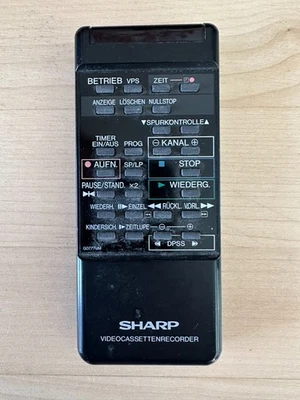 BETRIEB VPS ZEIT
ANZEIGE LÖSCHEN NULLSTOP
▼SPURKONTROLLE▲
TIMER
EIN/AUS PROG ⊖ KANAL ⊕
AUFN. SP/LP STOP
PAUSE/STAND. ×2 WIEDERG.
WIEDERH. EINZEL ◀◀ RÜCKL. VORL. ▶▶
KINDERSICH. ZEITLUPE ⊖ ⊕
DPSS
SHARP
VIDEOCASSETTENRECORDER